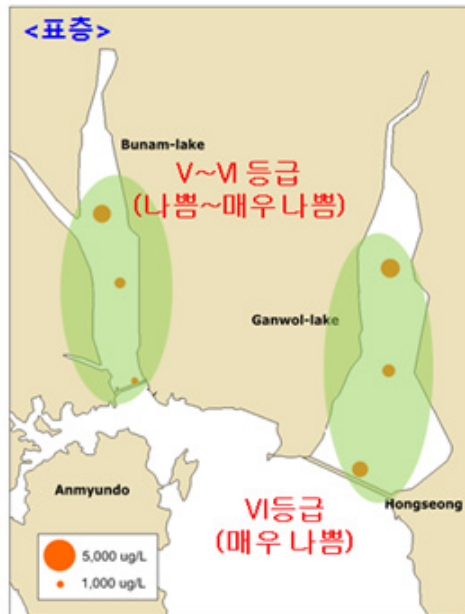 <표층>
Bunam-lake
V~VI 등급
(나쁨~매우 나쁨)
Ganwol-lake
Anmyundo
Hongseong
VI등급
(매우 나쁨)
5,000 ug/L
1,000 ug/L